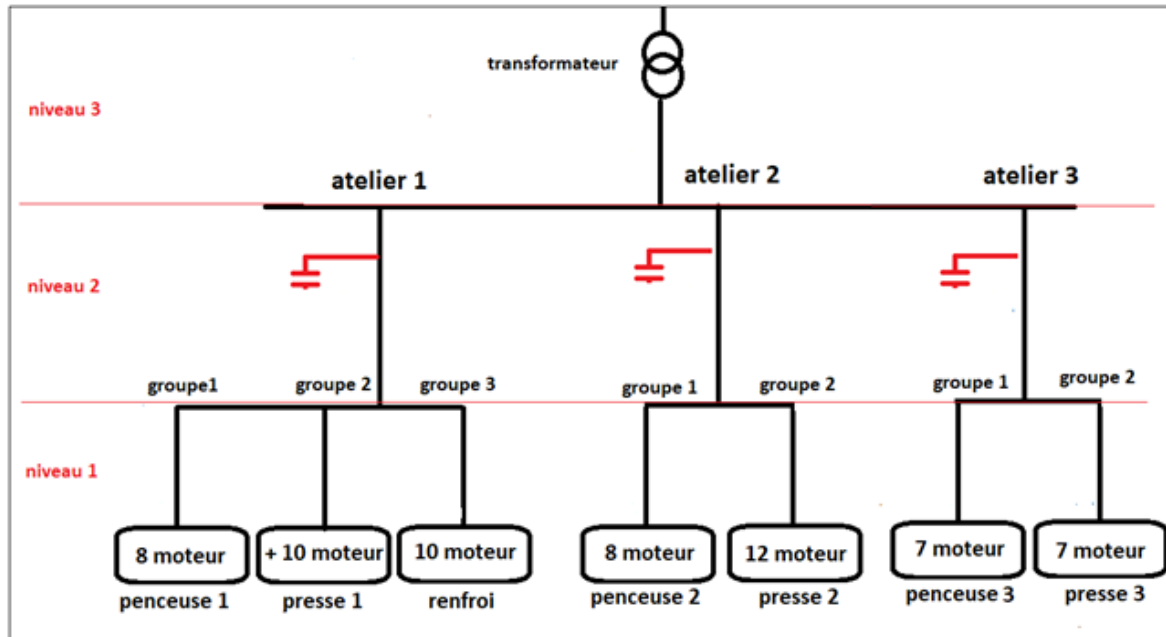 transformateur
niveau 3
atelier 1
atelier 2
atelier 3
niveau 2
groupe1
groupe 2
groupe 3
groupe 1
groupe 2
groupe 1
groupe 2
niveau 1
8 moteur
+ 10 moteur
10 moteur
8 moteur
12 moteur
7 moteur
7 moteur
penceuse 1
presse 1
renfroi
penceuse 2
presse 2
penceuse 3
presse 3